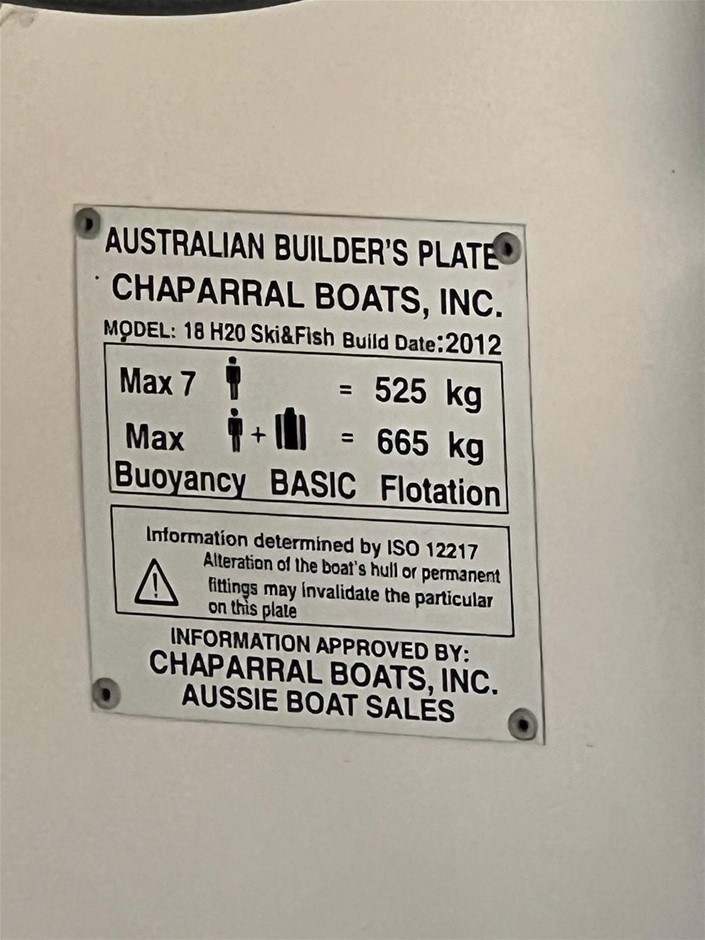 AUSTRALIAN BUILDER'S PLATE
CHAPARRAL BOATS, INC.
MODEL: 18 H20 Ski&Fish Build Date:2012
Max 7 = 525 kg
Max + = 665 kg
Buoyancy BASIC Flotation
Information determined by ISO 12217
Alteration of the boat's hull or permanent
fittings may invalidate the particular
on this plate
INFORMATION APPROVED BY:
CHAPARRAL BOATS, INC.
AUSSIE BOAT SALES